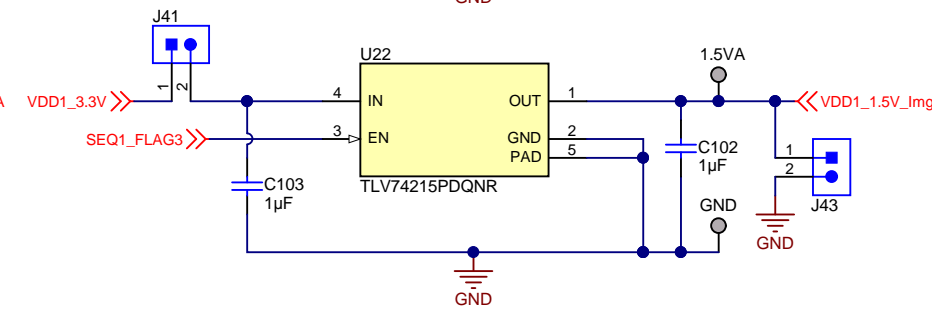 GND
J41
U22
1.5VA
A
VDD1_3.3V
1
2
4
IN
OUT
1
VDD1_1.5V_Img
SEQ1_FLAG3
3
EN
GND
2
PAD
5
C102
1µF
1
2
J43
TLV74215PDQNR
C103
1µF
GND
GND
GND